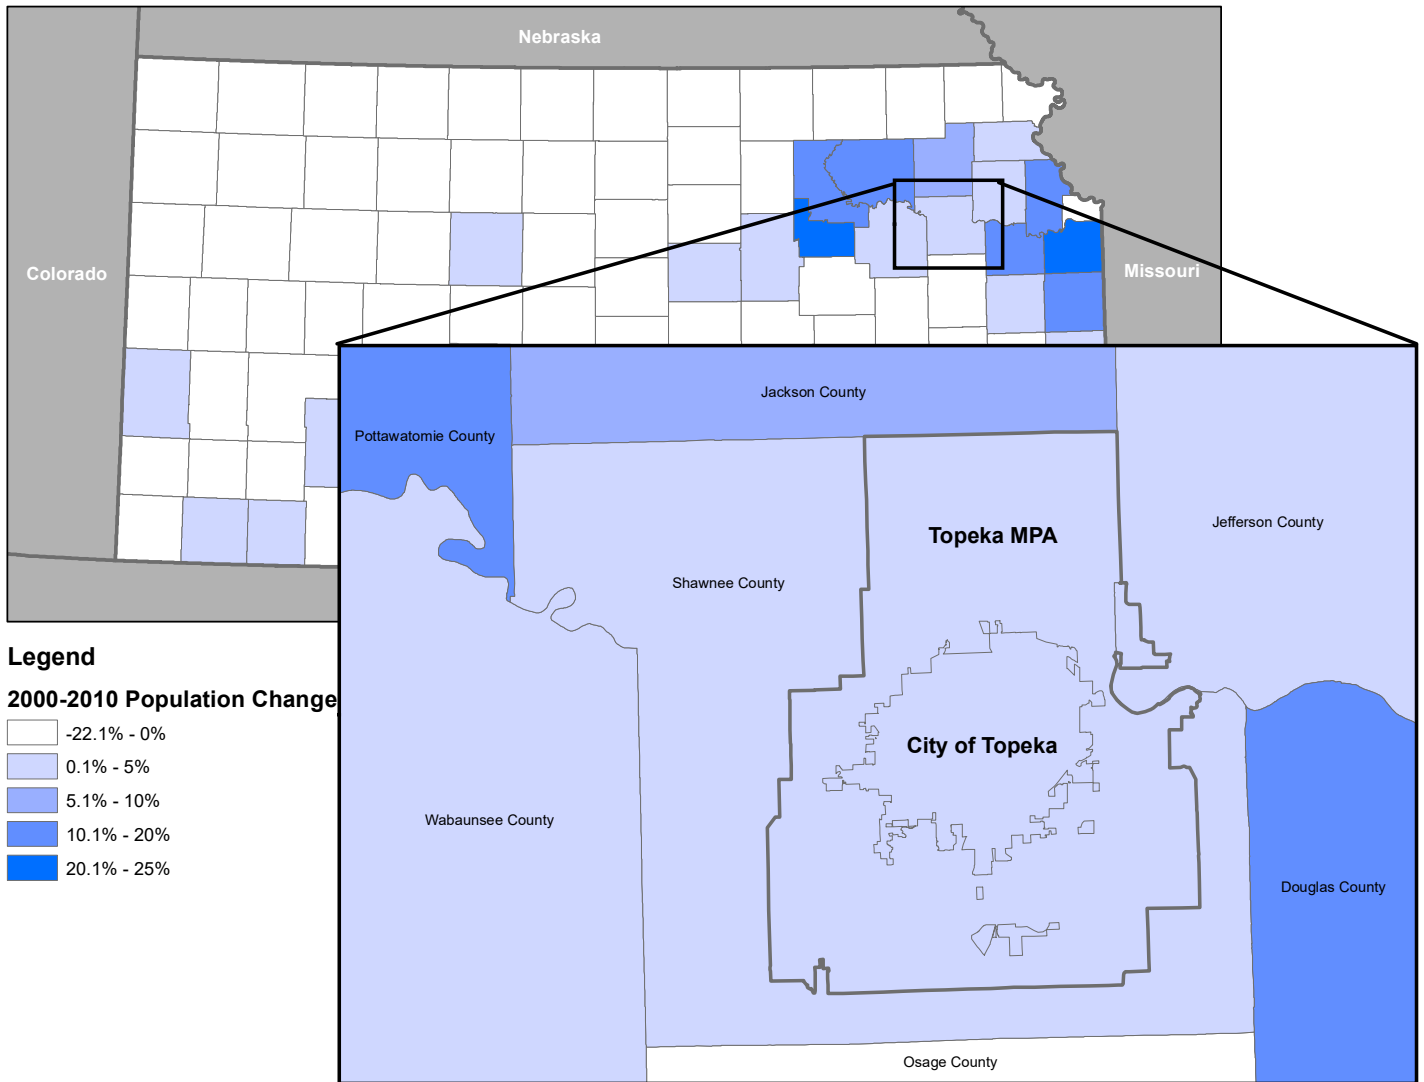 Nebraska
Colorado
Missouri
Jackson County
Pottawatomie County
Jefferson County
Topeka MPA
Shawnee County
City of Topeka
Wabaunsee County
Douglas County
Osage County
Legend
2000-2010 Population Change
-22.1% - 0%
0.1% - 5%
5.1% - 10%
10.1% - 20%
20.1% - 25%